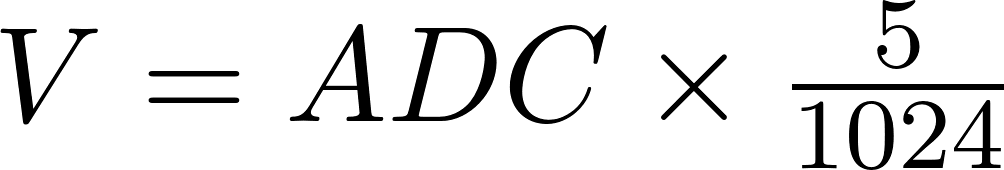 V = ADC × 5/1024